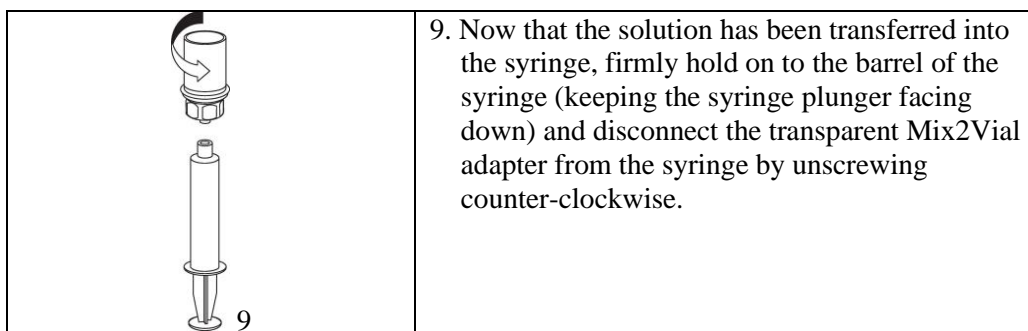 9. Now that the solution has been transferred into
the syringe, firmly hold on to the barrel of the
syringe (keeping the syringe plunger facing
down) and disconnect the transparent Mix2Vial
adapter from the syringe by unscrewing
counter-clockwise.
9